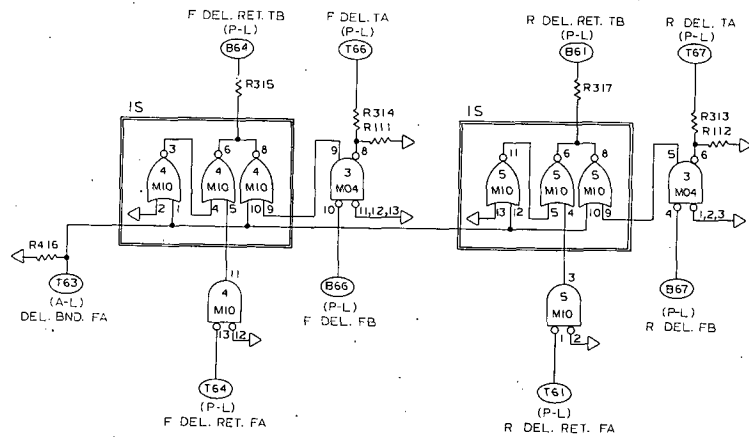 F DEL. RET. TB
(P-L)
B64
F DEL. TA
(P-L)
T66
R DEL. RET. TB
(P-L)
B61
R DEL. TA
(P-L)
T67
R315
R314
R111
R317
R313
R112
IS
3
4
M10
2
1
6
4
M10
4
5
8
4
M10
10
9
9
8
3
M04
10
11,12,13
IS
11
5
M10
13
12
6
5
M10
5
4
8
5
M10
10
9
5
6
3
M04
4
1,2,3
R416
T63
(A-L)
DEL. BND. FA
11
4
M10
13
12
T64
(P-L)
F DEL. RET. FA
B66
(P-L)
F DEL. FB
3
5
M10
1
2
T61
(P-L)
R DEL. RET. FA
B67
(P-L)
R DEL. FB